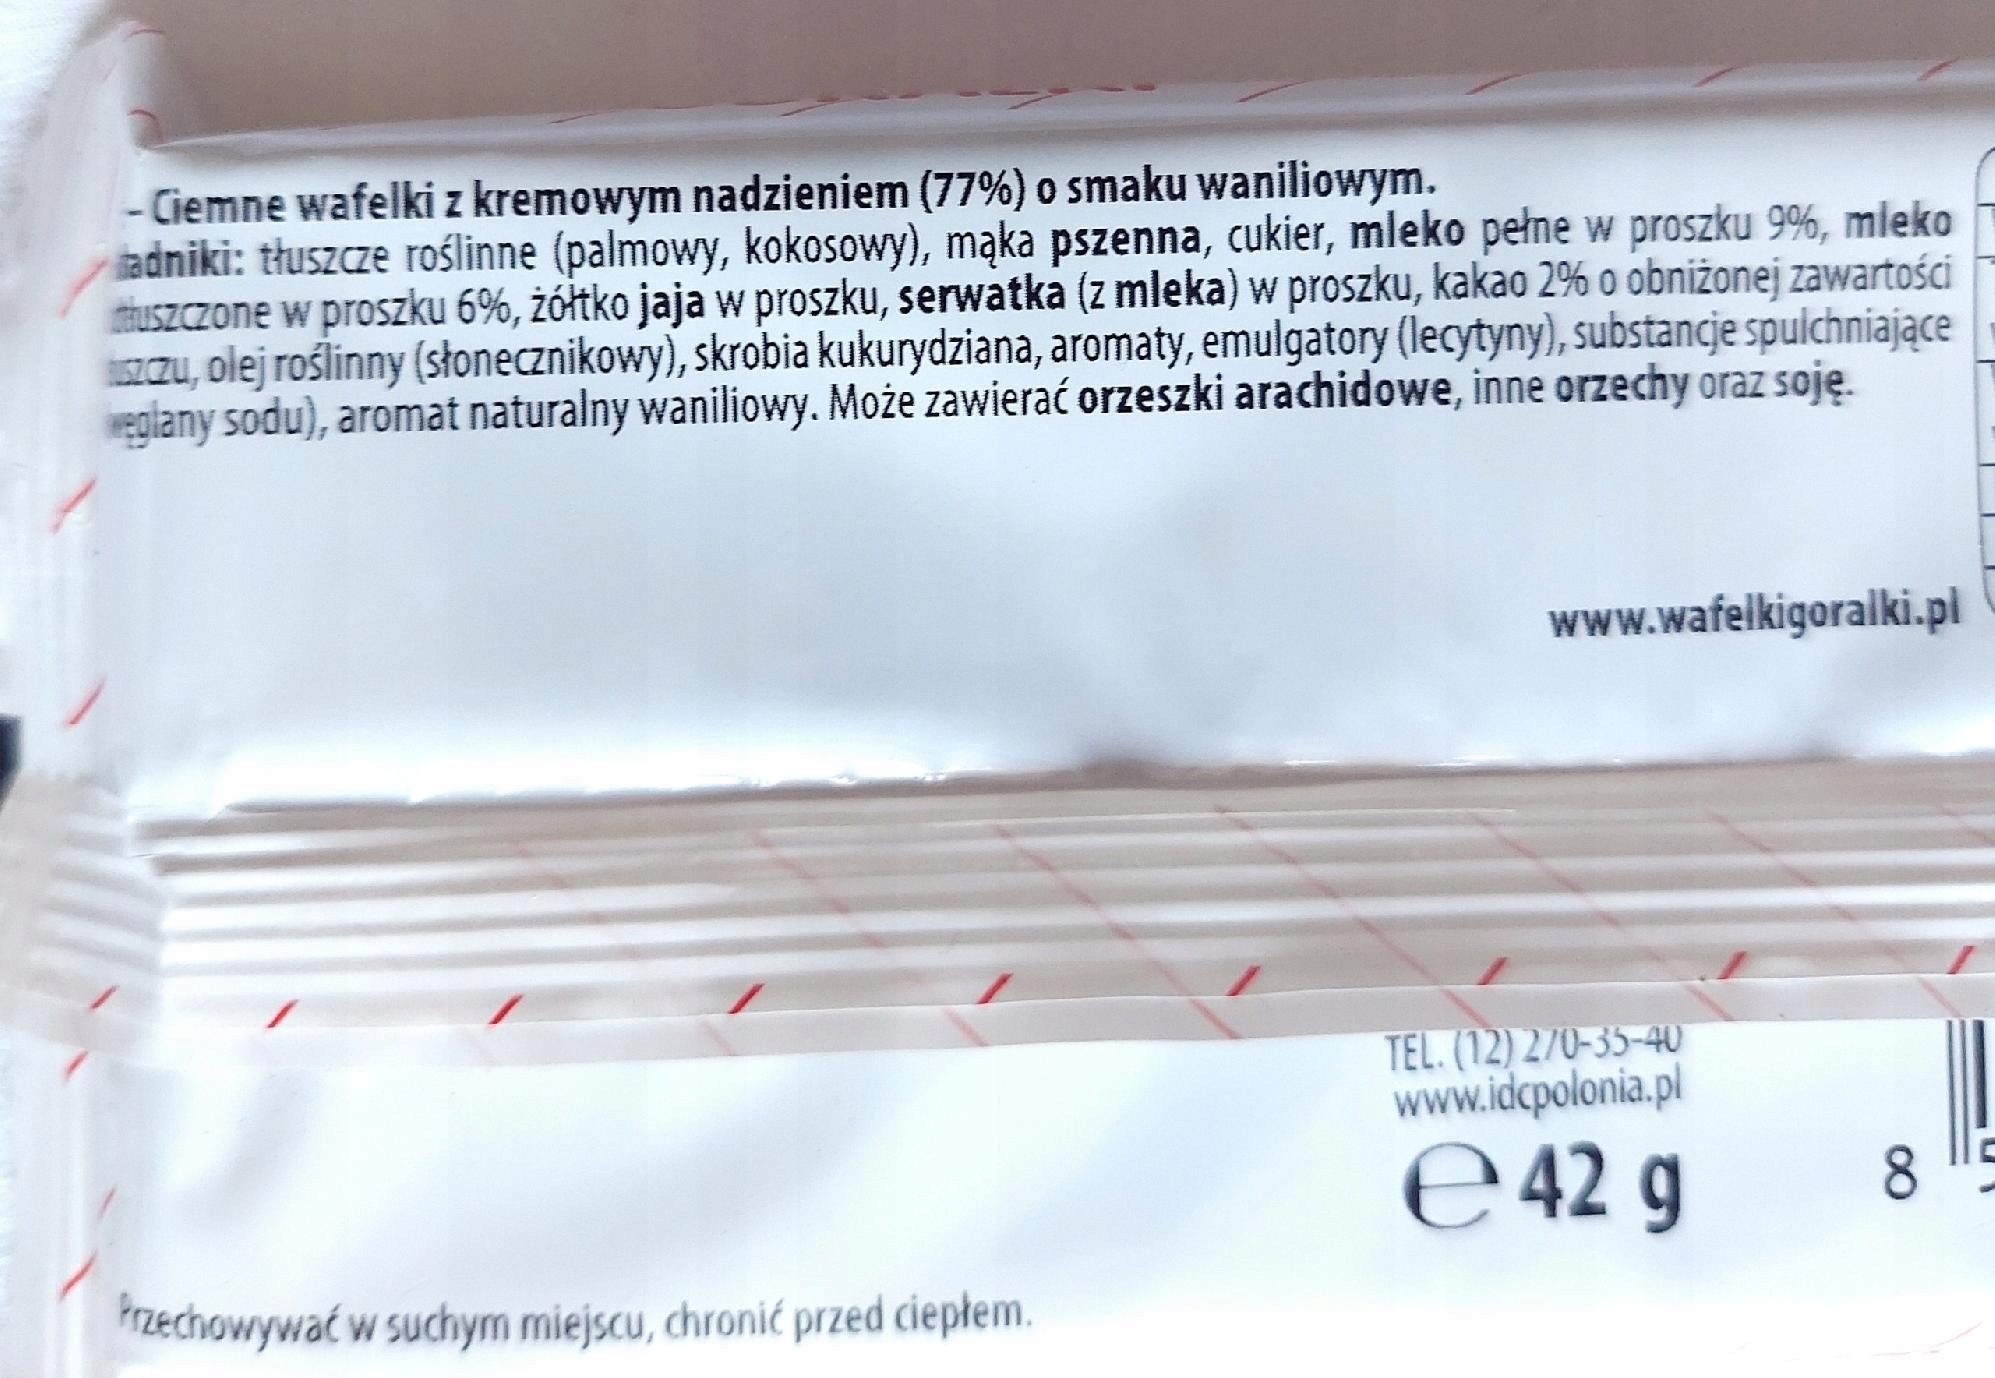 - Ciemne wafelki z kremowym nadzieniem (77%) o smaku waniliowym.
adniki: tłuszcze roślinne (palmowy, kokosowy), mąka pszenna, cukier, mleko pełne w proszku 9%, mleko
tłuszczone w proszku 6%, żółtko jaja w proszku, serwatka (z mleka) w proszku, kakao 2% o obniżonej zawartości
szczu, olej roślinny (słonecznikowy), skrobia kukurydziana, aromaty, emulgatory (lecytyny), substancje spulchniające
węglany sodu), aromat naturalny waniliowy. Może zawierać orzeszki arachidowe, inne orzechy oraz soję.
www.wafelkigoralki.pl
TEL. (12) 270-35-40
www.idcpolonia.pl
e 42 g
8 5
Przechowywać w suchym miejscu, chronić przed ciepłem.